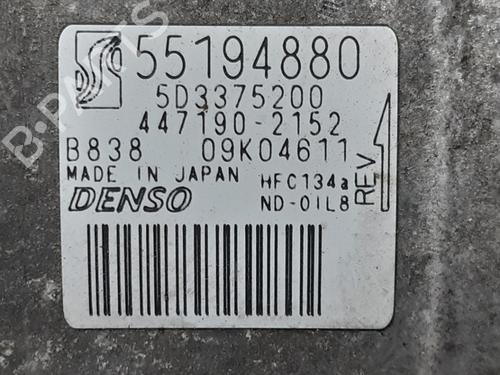 55194880
5D3375200
447190-2152
B838 09K04611
MADE IN JAPAN HFC134a
DENSO ND-OIL8
REV
B-PARTS